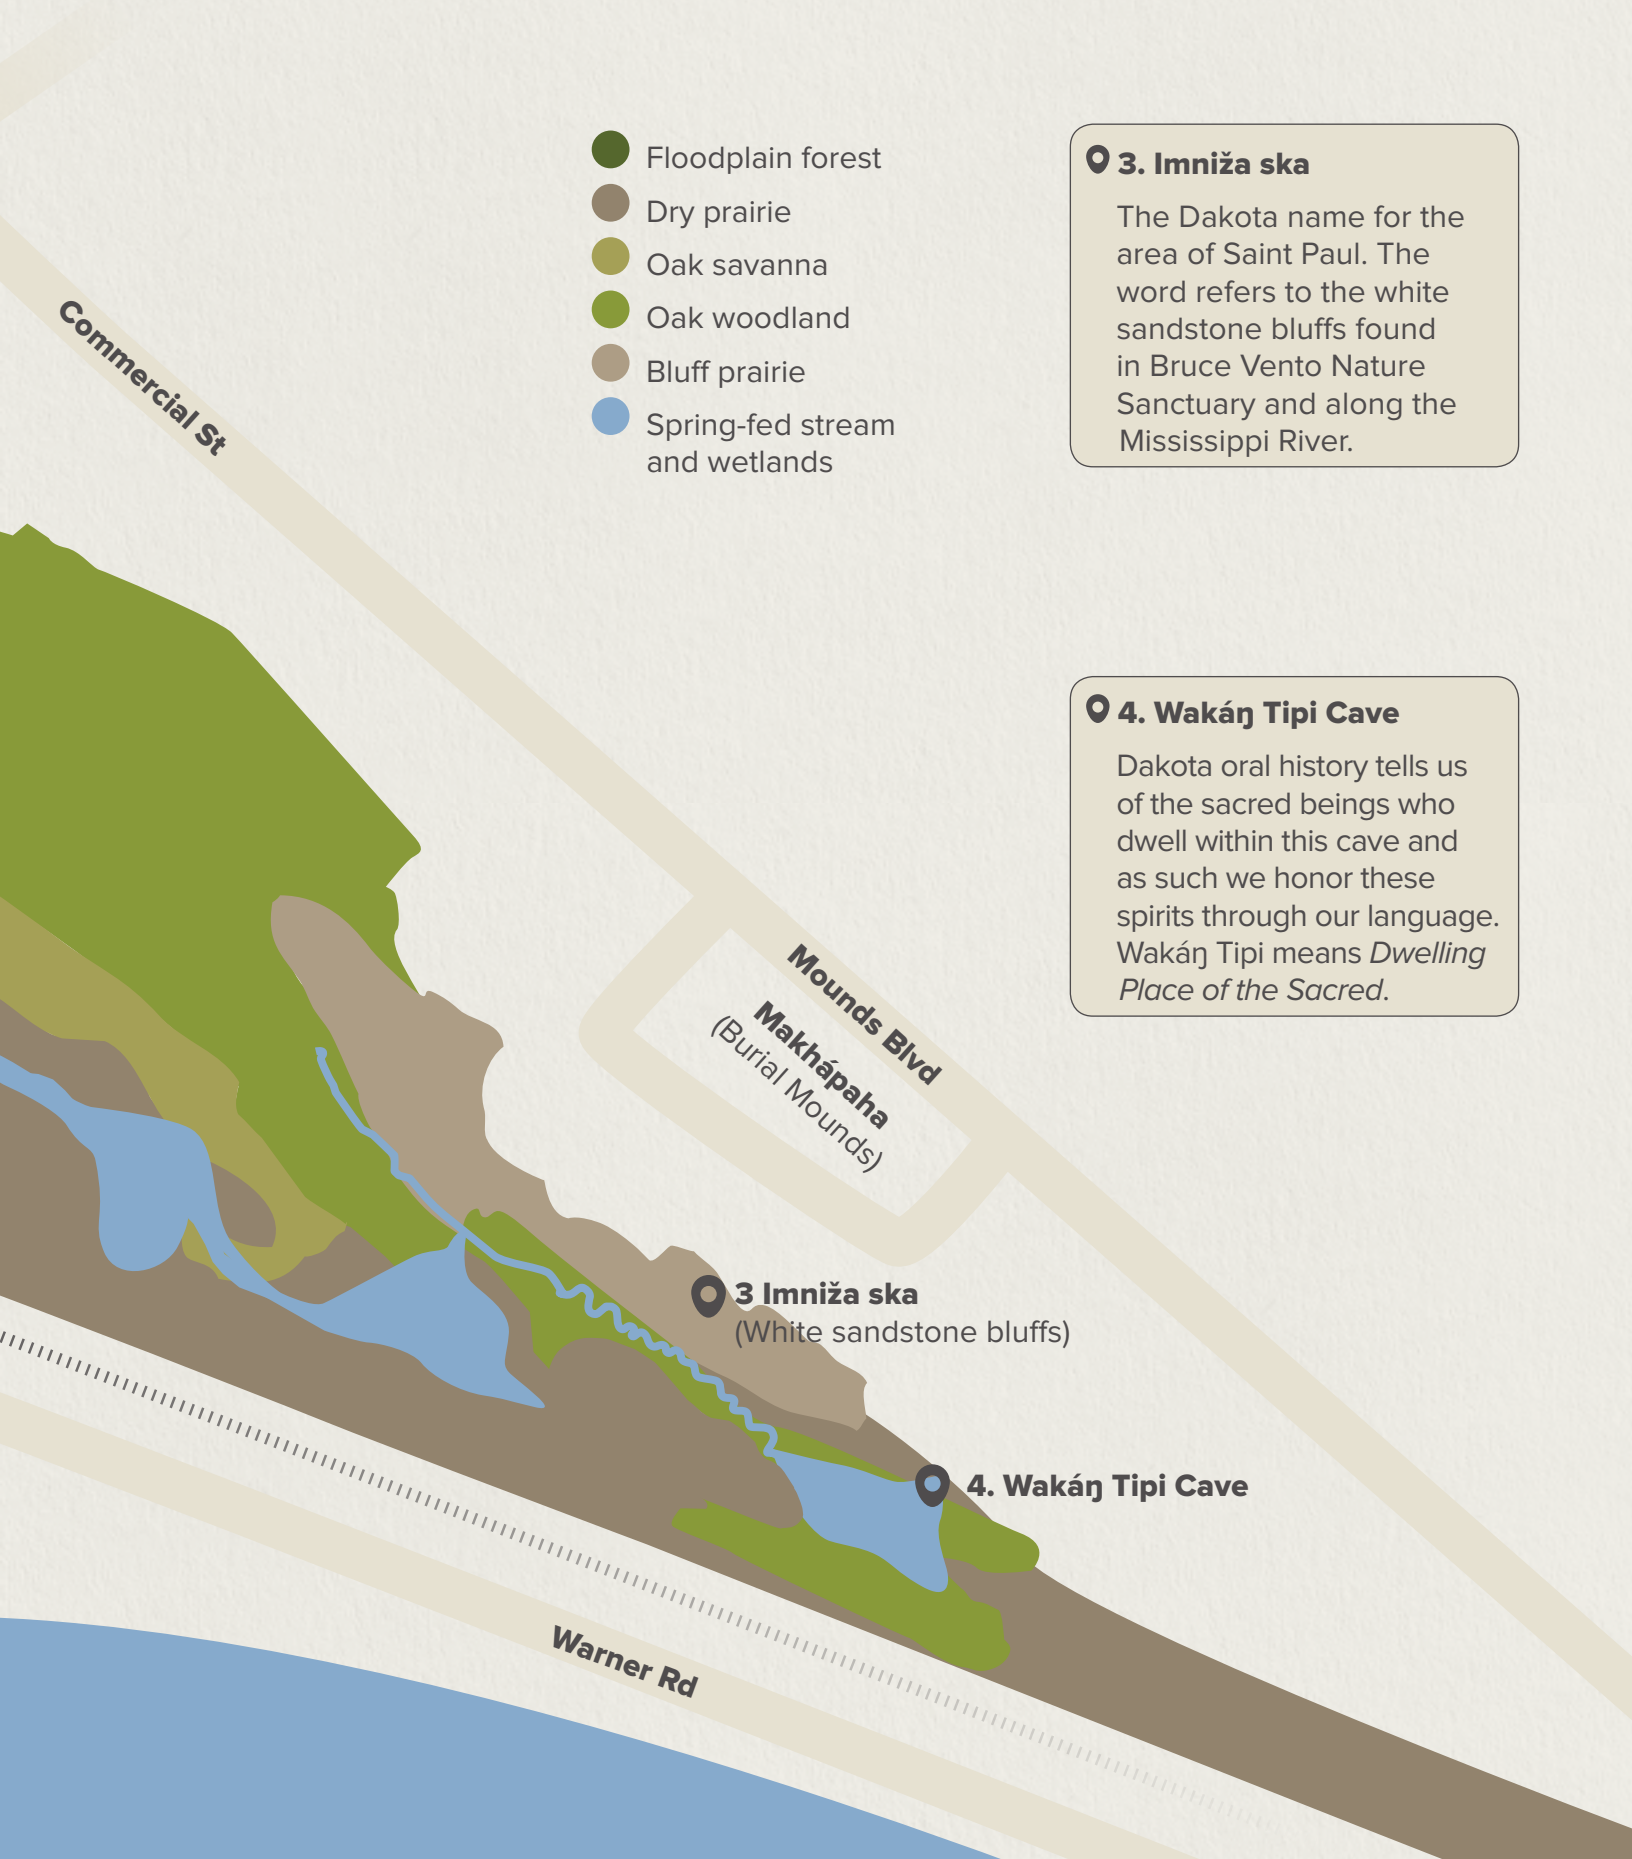 Floodplain forest
Dry prairie
Oak savanna
Oak woodland
Bluff prairie
Spring-fed stream
and wetlands
3. Imniža ska
The Dakota name for the
area of Saint Paul. The
word refers to the white
sandstone bluffs found
in Bruce Vento Nature
Sanctuary and along the
Mississippi River.
Commercial St
4. Wakáŋ Tipi Cave
Dakota oral history tells us
of the sacred beings who
dwell within this cave and
as such we honor these
spirits through our language.
Wakáŋ Tipi means Dwelling
Place of the Sacred.
Mounds Blvd
Makhápaha
(Burial Mounds)
3 Imniža ska
(White sandstone bluffs)
4. Wakáŋ Tipi Cave
Warner Rd